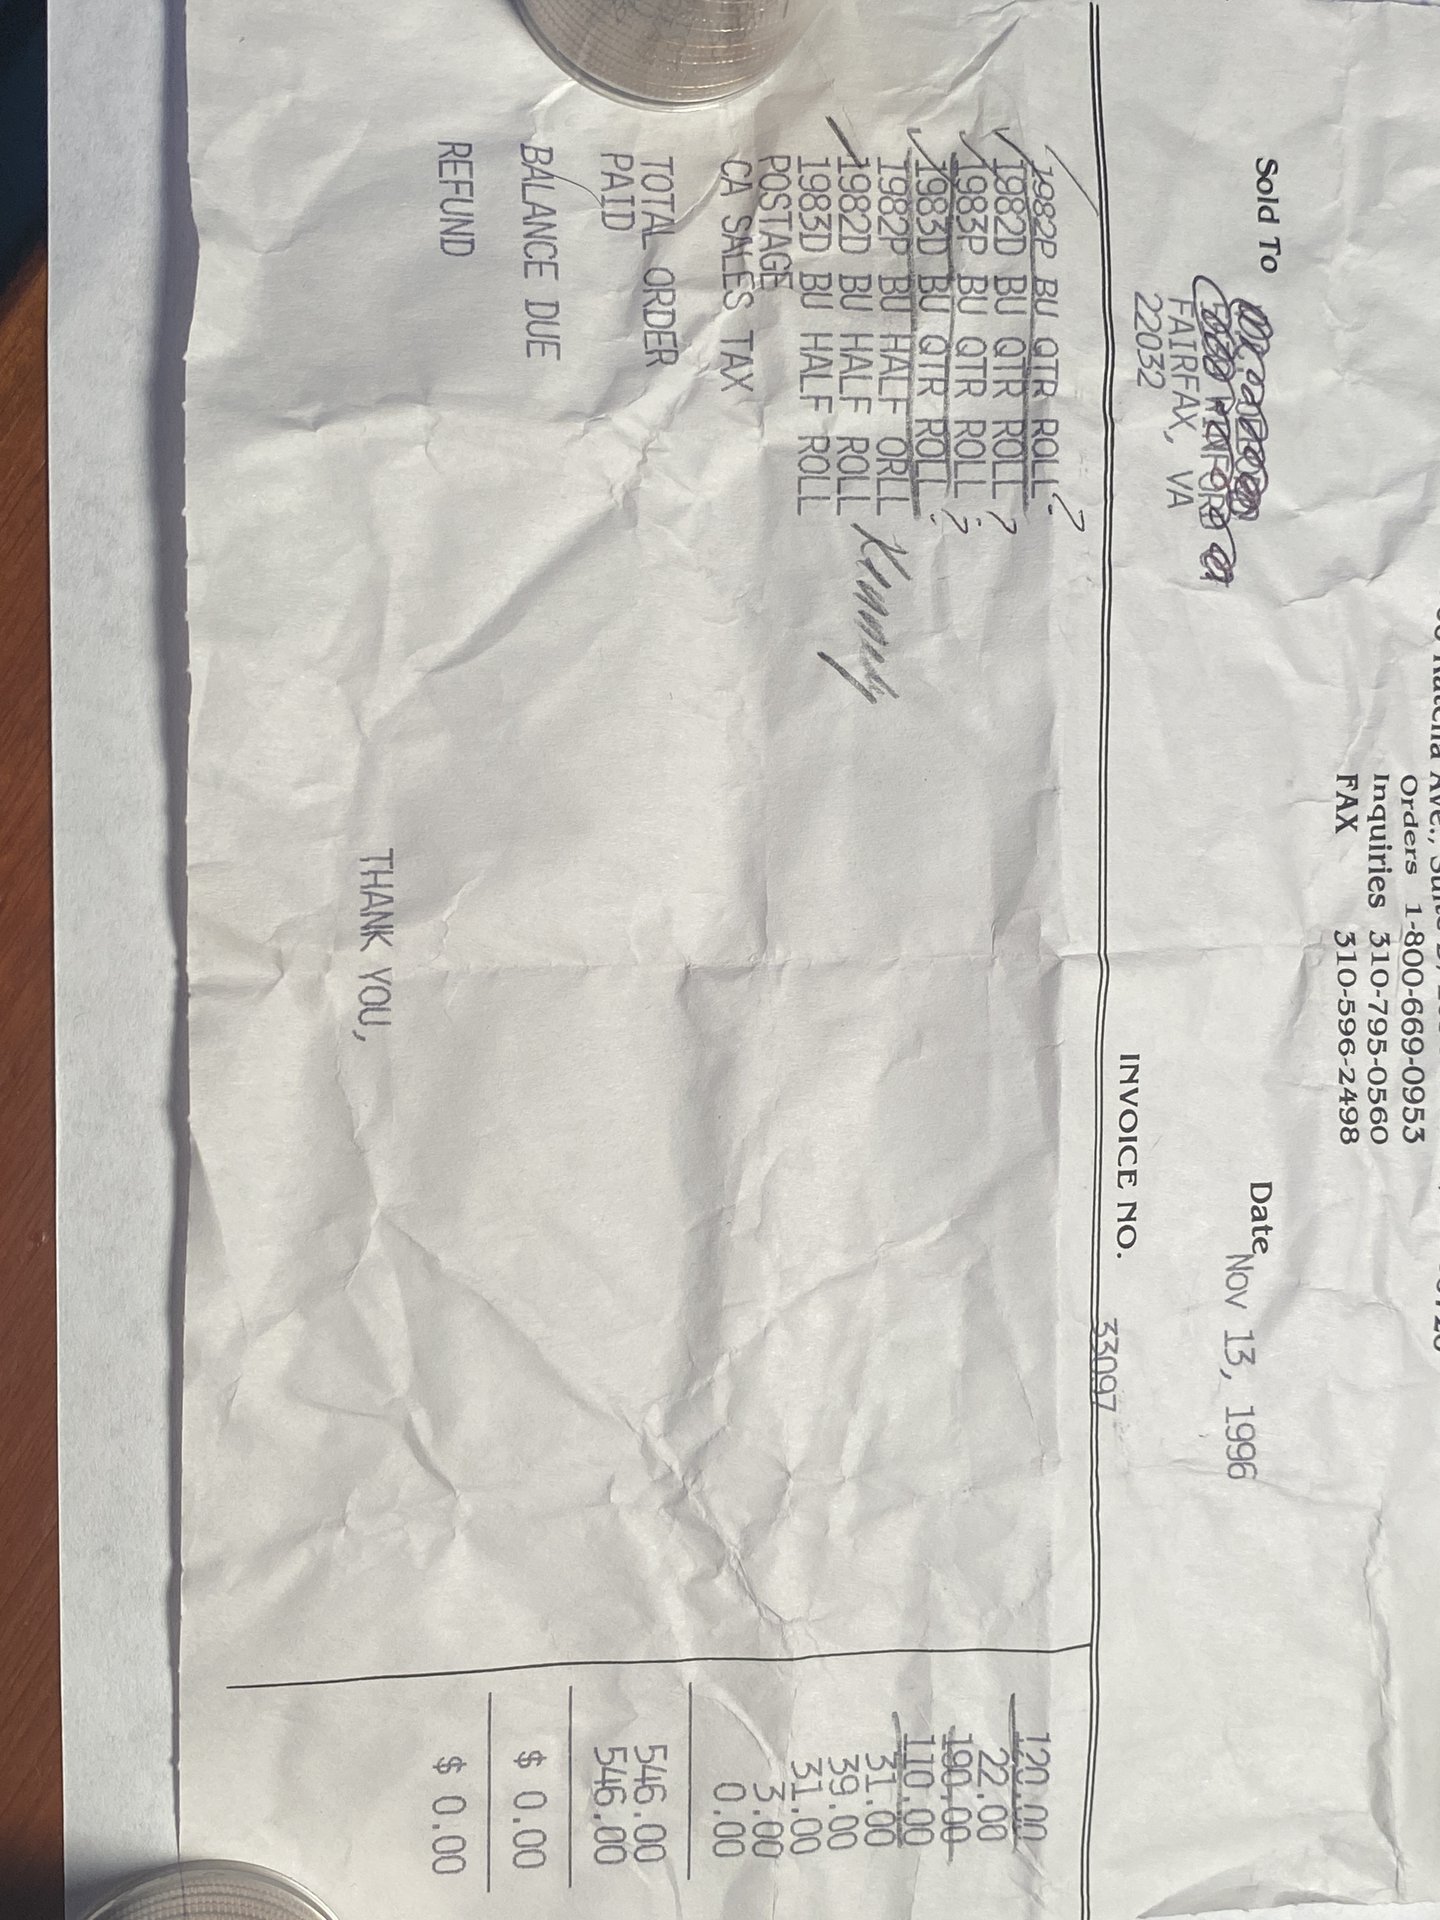 Ave.,
Orders 1-800-669-0953
Inquiries 310-795-0560
FAX 310-596-2498
Sold To
Date Nov 13, 1996
FAIRFAX, VA
22032
INVOICE NO. 33097
1982P BU QTR ROLL ? 120.00
1982D BU QTR ROLL ? 22.00
1983P BU QTR ROLL ? 190.00
1983D BU QTR ROLL ? 110.00
1982P BU HALF ORLL 31.00
1982D BU HALF ROLL Kennedy 39.00
1983D BU HALF ROLL 31.00
POSTAGE 3.00
CA SALES TAX 0.00
TOTAL ORDER 546.00
PAID 546.00
BALANCE DUE $ 0.00
REFUND $ 0.00
THANK YOU,